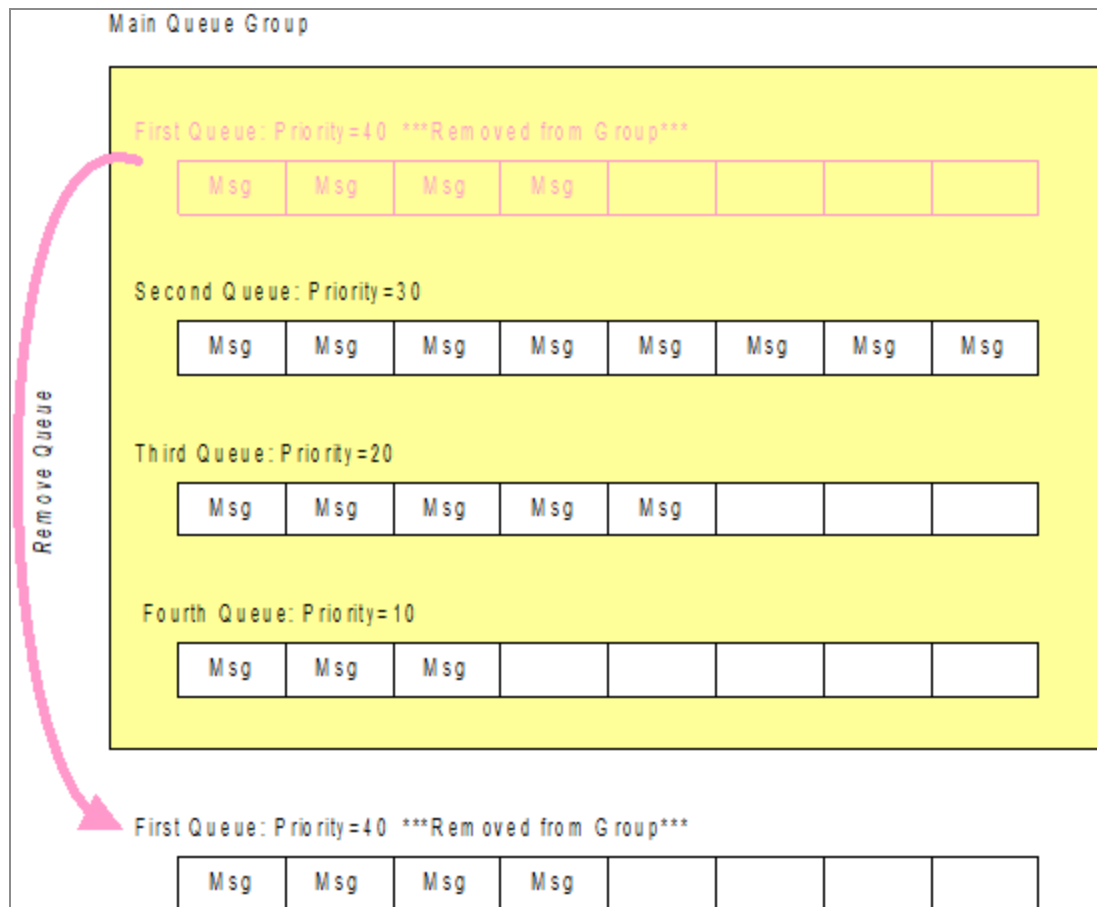 Main Queue Group
First Queue: Priority=40 ***Removed from Group***
Msg Msg Msg Msg
Second Queue: Priority=30
Msg Msg Msg Msg Msg Msg Msg Msg
Third Queue: Priority=20
Msg Msg Msg Msg Msg
Remove Queue
Fourth Queue: Priority=10
Msg Msg Msg
First Queue: Priority=40 ***Removed from Group***
Msg Msg Msg Msg